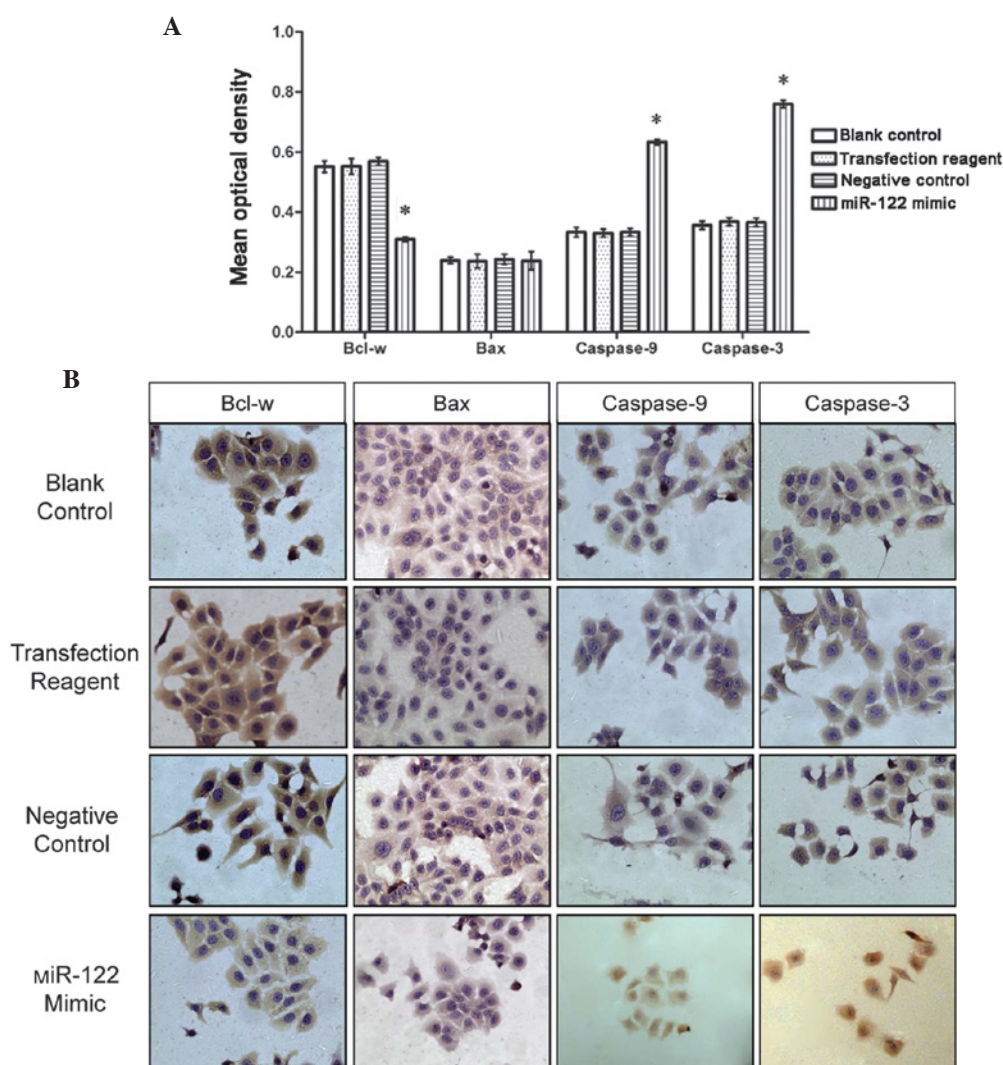 A
1.0
0.8
0.6
0.4
0.2
0.0
Mean optical density
*
*
*
Bcl-w
Bax
Caspase-9
Caspase-3
Blank control
Transfection reagent
Negative control
miR-122 mimic
B
Bcl-w
Bax
Caspase-9
Caspase-3
Blank
Control
Transfection
Reagent
Negative
Control
мiR-122
Mimic